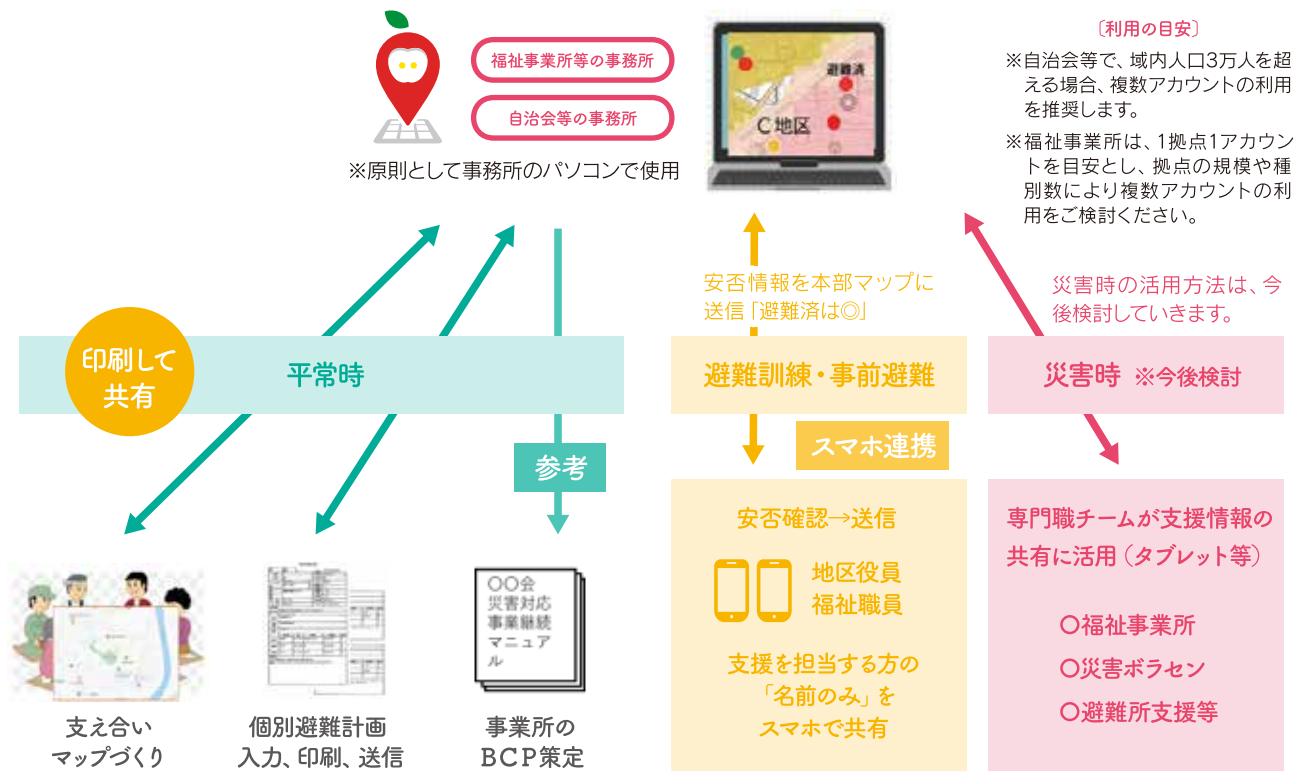 福祉事業所等の事務所
自治会等の事務所
※原則として事務所のパソコンで使用
避難済
C地区
〔利用の目安〕
※自治会等で、域内人口3万人を超
える場合、複数アカウントの利用
を推奨します。
※福祉事業所は、1拠点1アカウン
トを目安とし、拠点の規模や種
別数により複数アカウントの利
用をご検討ください。
安否情報を本部マップに
送信「避難済は◎」
災害時の活用方法は、今
後検討していきます。
印刷して
共有
平常時
避難訓練・事前避難
災害時 ※今後検討
参考
スマホ連携
〇〇会
災害対応
事業継続
マニュア
ル
支え合い
マップづくり
個別避難計画
入力、印刷、送信
事業所の
BCP策定
安否確認→送信
地区役員
福祉職員
支援を担当する方の
「名前のみ」を
スマホで共有
専門職チームが支援情報の
共有に活用（タブレット等）
〇福祉事業所
〇災害ボラセン
〇避難所支援等